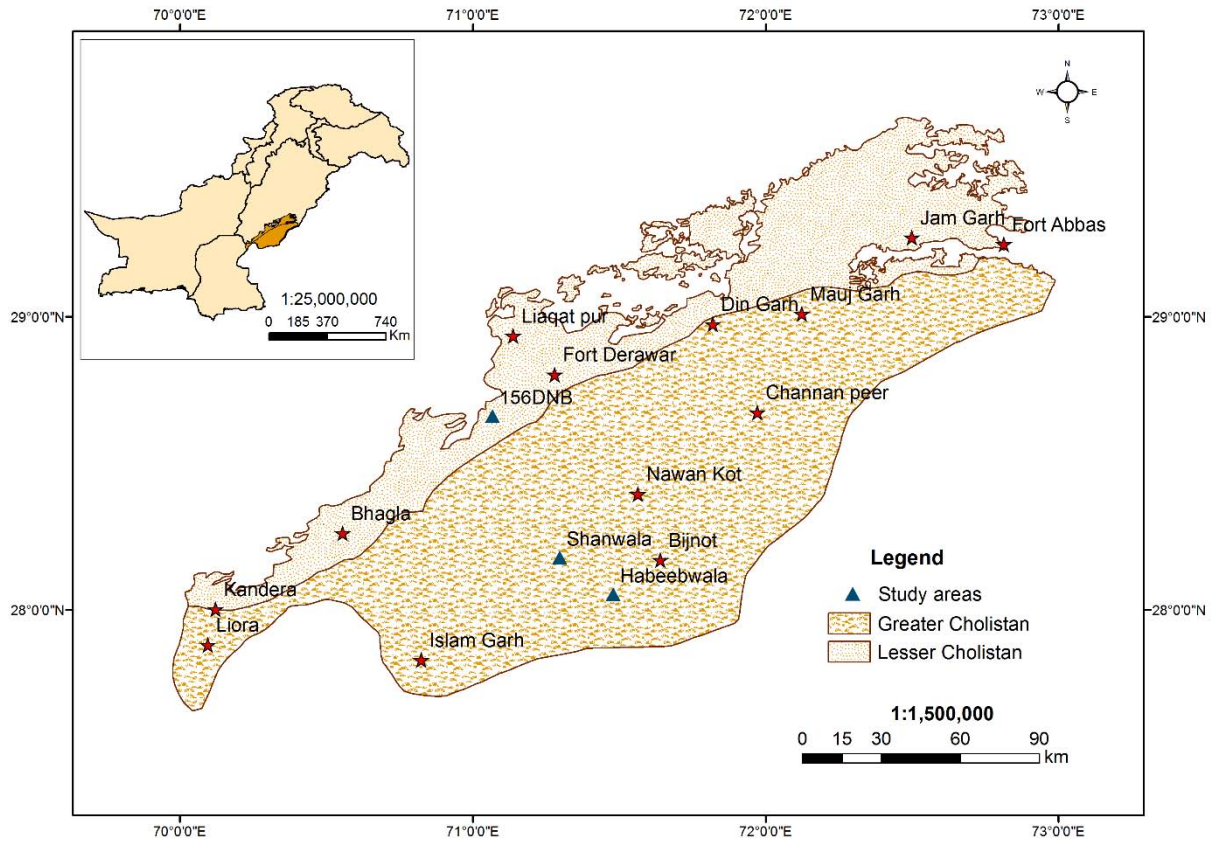 70°0'0"E 71°0'0"E 72°0'0"E 73°0'0"E
N
W E
S
1:25,000,000
0 185 370 740
Km
29°0'0"N 29°0'0"N
28°0'0"N 28°0'0"N
Jam Garh
Fort Abbas
Din Garh
Mauj Garh
Liaqat pur
Fort Derawar
156DNB
Channan peer
Nawan Kot
Bhagla
Shanwala
Bijnot
Habeebwala
Kandera
Liora
Islam Garh
Legend
Study areas
Greater Cholistan
Lesser Cholistan
1:1,500,000
0 15 30 60 90
km
70°0'0"E 71°0'0"E 72°0'0"E 73°0'0"E